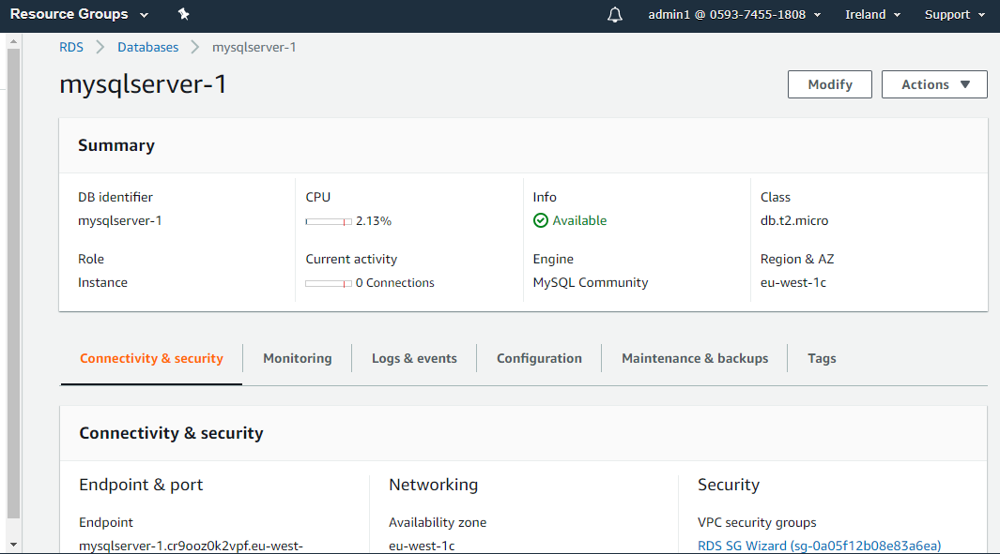 Resource Groups admin1 @ 0593-7455-1808 Ireland Support
RDS Databases mysqlserver-1
mysqlserver-1
Modify Actions
Summary
DB identifier CPU Info Class
mysqlserver-1 2.13% Available db.t2.micro
Role Current activity Engine Region & AZ
Instance 0 Connections MySQL Community eu-west-1c
Connectivity & security Monitoring Logs & events Configuration Maintenance & backups Tags
Connectivity & security
Endpoint & port Networking Security
Endpoint Availability zone VPC security groups
mysqlserver-1.cr9ooz0k2vpf.eu-west- eu-west-1c RDS SG Wizard (sg-0a05f12b08e83a6ea)